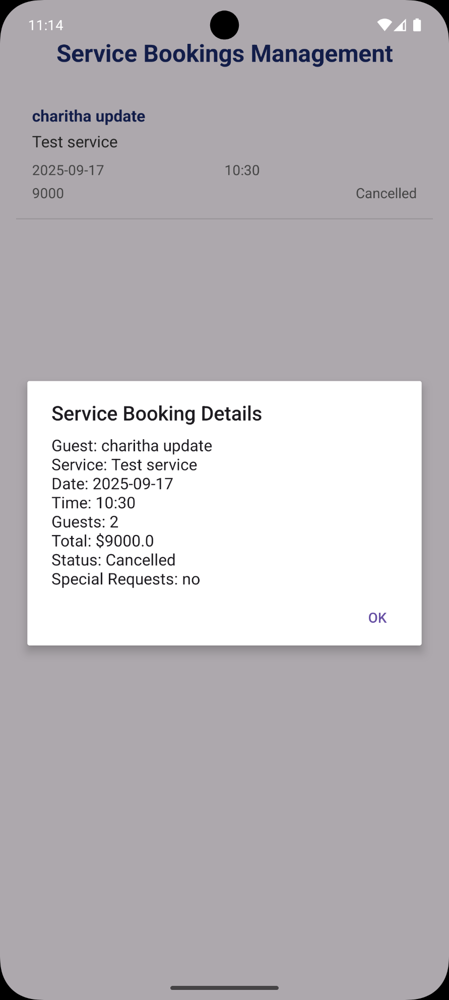 11:14
Service Bookings Management
charitha update
Test service
2025-09-17 10:30
9000 Cancelled
Service Booking Details
Guest: charitha update
Service: Test service
Date: 2025-09-17
Time: 10:30
Guests: 2
Total: $9000.0
Status: Cancelled
Special Requests: no
OK